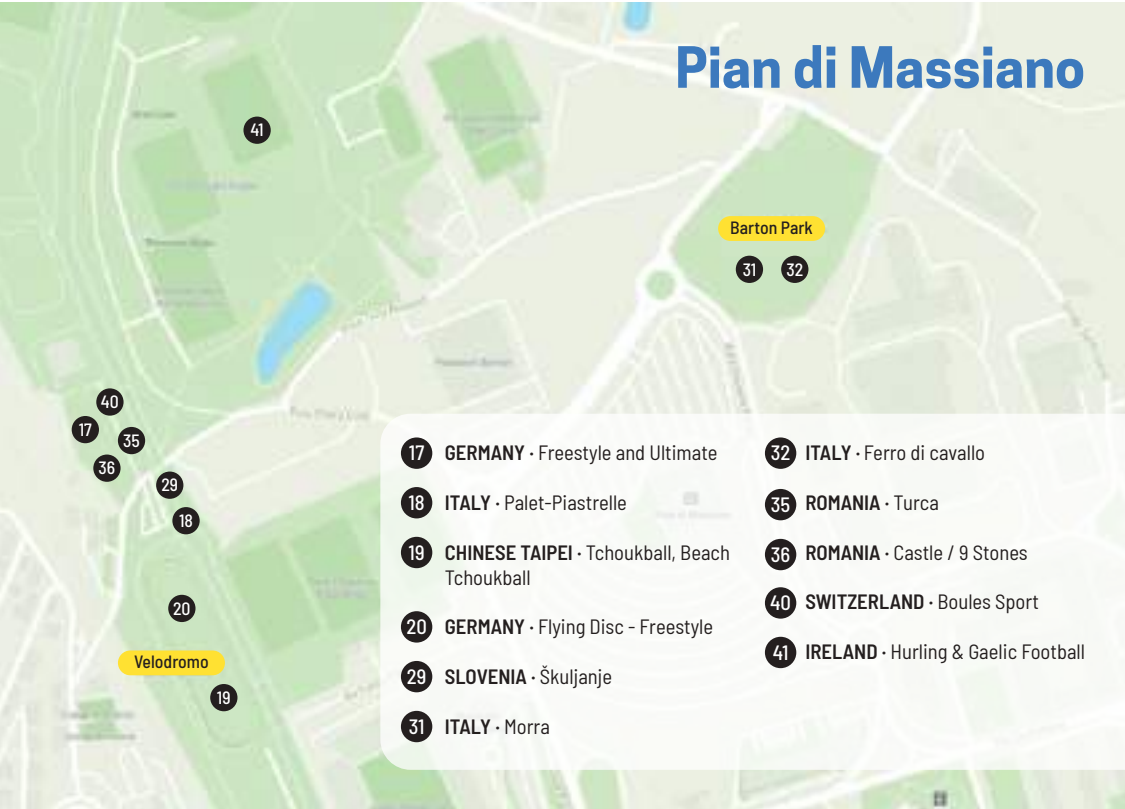 Pian di Massiano
41
Barton Park
31 32
40
17
35
36
29
18
20
Velodromo
19
17 GERMANY · Freestyle and Ultimate
18 ITALY · Palet-Piastrelle
19 CHINESE TAIPEI · Tchoukball, Beach
Tchoukball
20 GERMANY · Flying Disc - Freestyle
29 SLOVENIA · Škuljanje
31 ITALY · Morra
32 ITALY · Ferro di cavallo
35 ROMANIA · Turca
36 ROMANIA · Castle / 9 Stones
40 SWITZERLAND · Boules Sport
41 IRELAND · Hurling & Gaelic Football